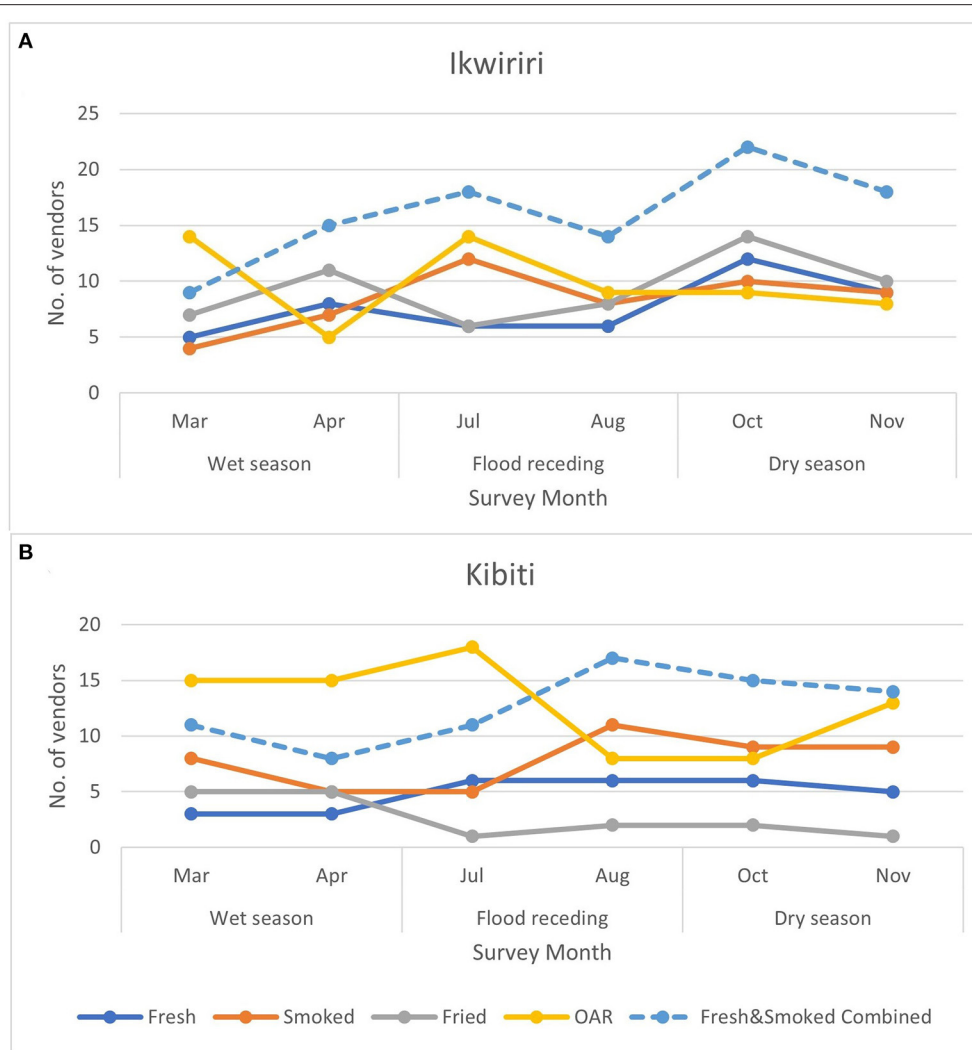 A
Ikwiriri
25
20
15
10
5
0
No. of vendors
Mar Apr Jul Aug Oct Nov
Wet season Flood receding Dry season
Survey Month
B
Kibiti
20
15
10
5
0
No. of vendors
Mar Apr Jul Aug Oct Nov
Wet season Flood receding Dry season
Survey Month
Fresh Smoked Fried OAR Fresh&Smoked Combined